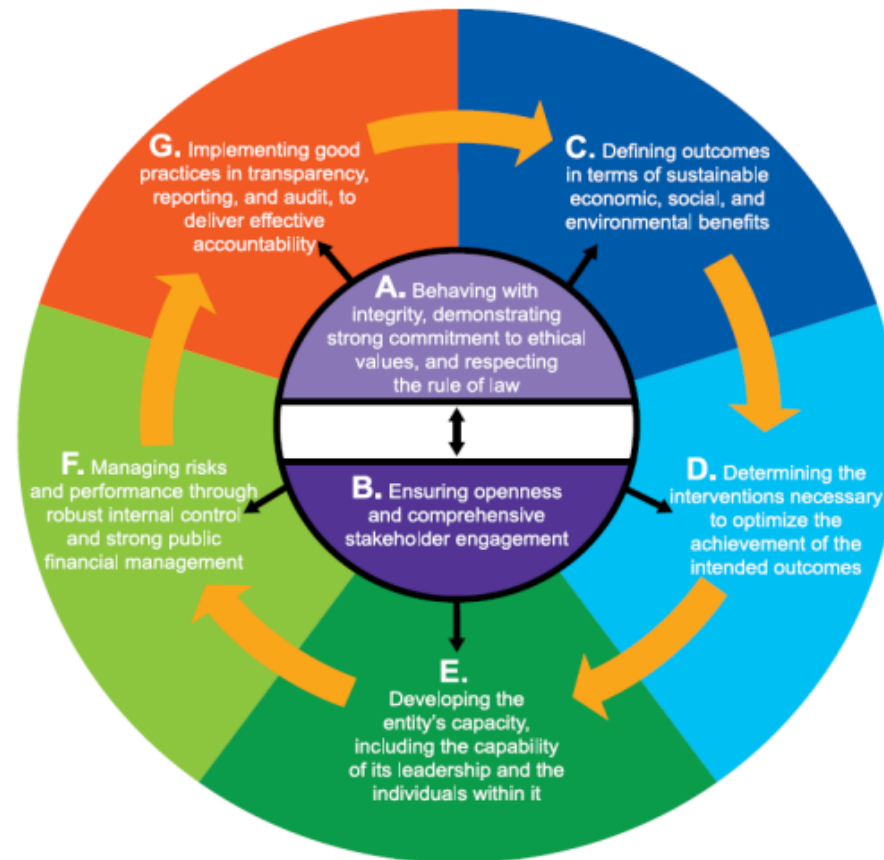 G. Implementing good
practices in transparency,
reporting, and audit, to
deliver effective
accountability
C. Defining outcomes
in terms of sustainable
economic, social, and
environmental benefits
A. Behaving with
integrity, demonstrating
strong commitment to ethical
values, and respecting
the rule of law
B. Ensuring openness
and comprehensive
stakeholder engagement
D. Determining the
interventions necessary
to optimize the
achievement of the
intended outcomes
E.
Developing the
entity's capacity,
including the capability
of its leadership and the
individuals within it
F. Managing risks
and performance through
robust internal control
and strong public
financial management